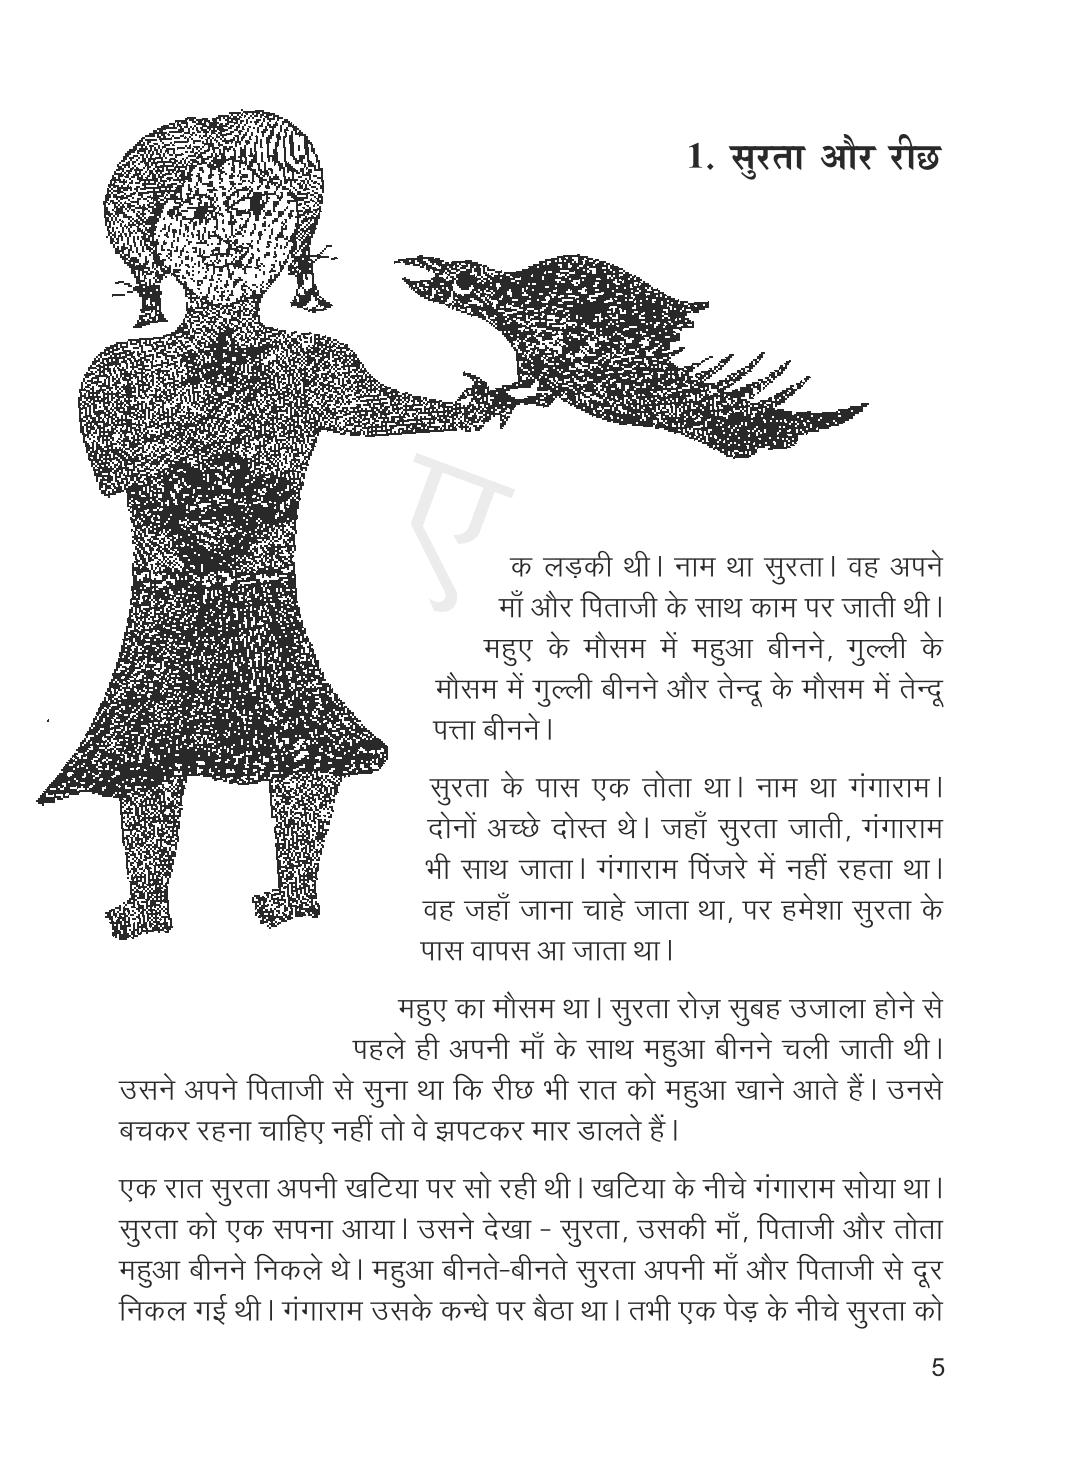 1. सुरता और रीछ
एक लड़की थी। नाम था सुरता। वह अपने
माँ और पिताजी के साथ काम पर जाती थी।
महुए के मौसम में महुआ बीनने, गुल्ली के
मौसम में गुल्ली बीनने और तेन्दू के मौसम में तेन्दू
पत्ता बीनने।
सुरता के पास एक तोता था। नाम था गंगाराम।
दोनों अच्छे दोस्त थे। जहाँ सुरता जाती, गंगाराम
भी साथ जाता। गंगाराम पिंजरे में नहीं रहता था।
वह जहाँ जाना चाहे जाता था, पर हमेशा सुरता के
पास वापस आ जाता था।
महुए का मौसम था। सुरता रोज़ सुबह उजाला होने से
पहले ही अपनी माँ के साथ महुआ बीनने चली जाती थी।
उसने अपने पिताजी से सुना था कि रीछ भी रात को महुआ खाने आते हैं। उनसे
बचकर रहना चाहिए नहीं तो वे झपटकर मार डालते हैं।
एक रात सुरता अपनी खटिया पर सो रही थी। खटिया के नीचे गंगाराम सोया था।
सुरता को एक सपना आया। उसने देखा - सुरता, उसकी माँ, पिताजी और तोता
महुआ बीनने निकले थे। महुआ बीनते-बीनते सुरता अपनी माँ और पिताजी से दूर
निकल गई थी। गंगाराम उसके कन्धे पर बैठा था। तभी एक पेड़ के नीचे सुरता को
5